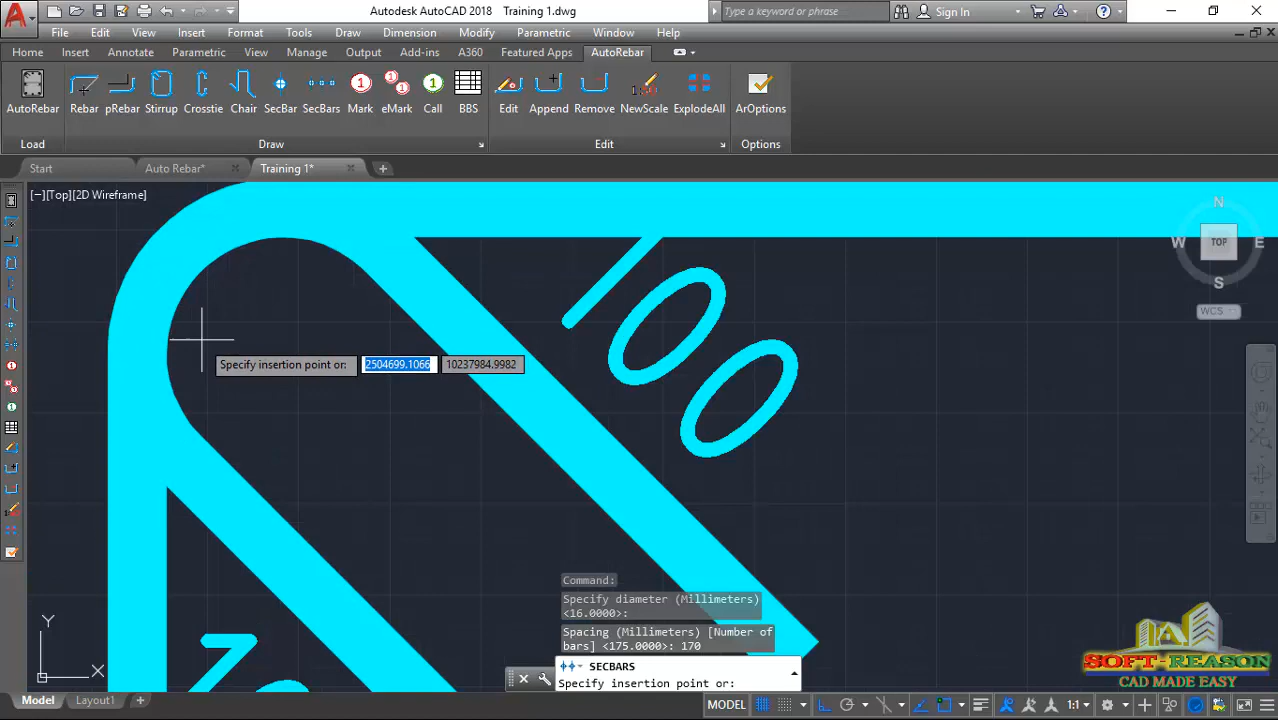 Autodesk AutoCAD 2018 Training 1.dwg
Type a keyword or phrase
Sign In
File Edit View Insert Format Tools Draw Dimension Modify Parametric Window Help
Home Insert Annotate Parametric View Manage Output Add-ins A360 Featured Apps AutoRebar
AutoRebar Rebar pRebar Stirrup Crosstie Chair SecBar SecBars Mark eMark Call BBS Edit Append Remove NewScale ExplodeAll ArOptions
Load Draw Edit Options
Start Auto Rebar* Training 1*
[−][Top][2D Wireframe]
N
W TOP E
S
WCS
100
Specify insertion point or: 2504699.1066 10237984.9982
Command:
Specify diameter (Millimeters)
<16.0000>:
Spacing (Millimeters) [Number of
bars] <175.0000>: 170
SECBARS
Specify insertion point or:
Y
X
SOFT-REASON
CAD MADE EASY
Model Layout1
MODEL 1:1